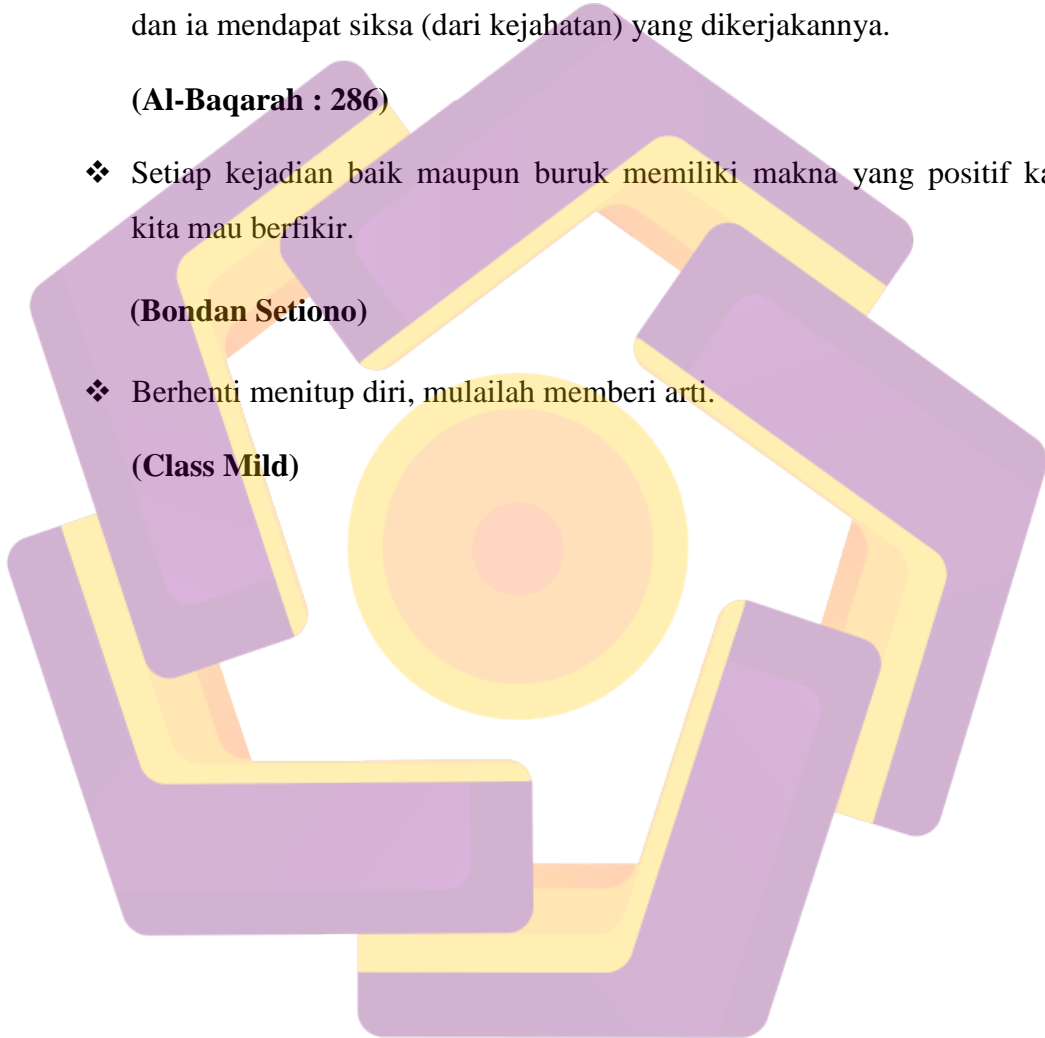 dan ia mendapat siksa (dari kejahatan) yang dikerjakannya.
(Al-Baqarah : 286)
❖ Setiap kejadian baik maupun buruk memiliki makna yang positif
kita mau berfikir.
(Bondan Setiono)
❖ Berhenti menitup diri, mulailah memberi arti.
(Class Mild)